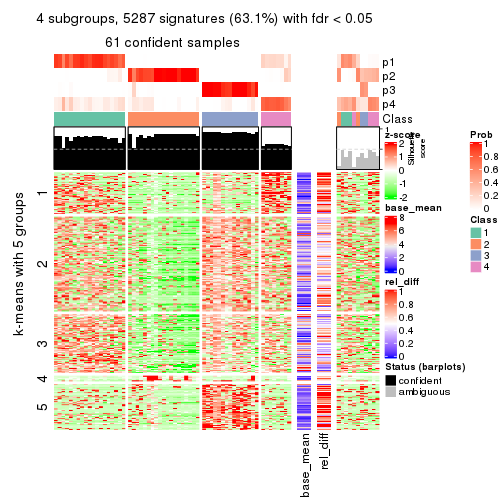 4 subgroups, 5287 signatures (63.1%) with fdr < 0.05
61 confident samples
p1
p2
p3
p4
Class
1
Silhouette
score
k-means with 5 groups
1
2
3
4
5
base_mean
rel_diff
z-score
2
1
0
-1
-2
base_mean
8
6
4
2
0
rel_diff
1
0.8
0.6
0.4
0.2
0
Status (barplots)
confident
ambiguous
Prob
1
0.8
0.6
0.4
0.2
0
Class
1
2
3
4